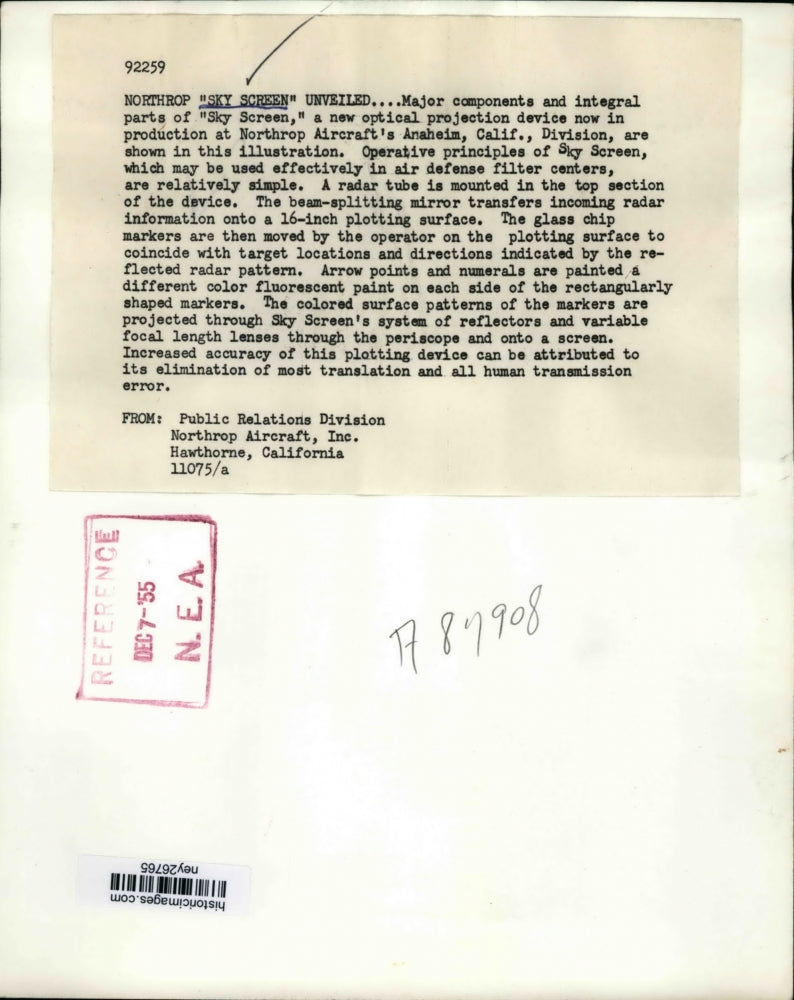 92259
NORTHROP "SKY SCREEN" UNVEILED....Major components and integral
parts of "Sky Screen," a new optical projection device now in
production at Northrop Aircraft's Anaheim, Calif., Division, are
shown in this illustration. Operative principles of Sky Screen,
which may be used effectively in air defense filter centers,
are relatively simple. A radar tube is mounted in the top section
of the device. The beam-splitting mirror transfers incoming radar
information onto a 16-inch plotting surface. The glass chip
markers are then moved by the operator on the plotting surface to
coincide with target locations and directions indicated by the re-
flected radar pattern. Arrow points and numerals are painted a
different color fluorescent paint on each side of the rectangularly
shaped markers. The colored surface patterns of the markers are
projected through Sky Screen's system of reflectors and variable
focal length lenses through the periscope and onto a screen.
Increased accuracy of this plotting device can be attributed to
its elimination of most translation and all human transmission
error.
FROM: Public Relations Division
Northrop Aircraft, Inc.
Hawthorne, California
11075/a
REFERENCE
DEC 7-'55
N.E.A.
historicimages.com
ney26765